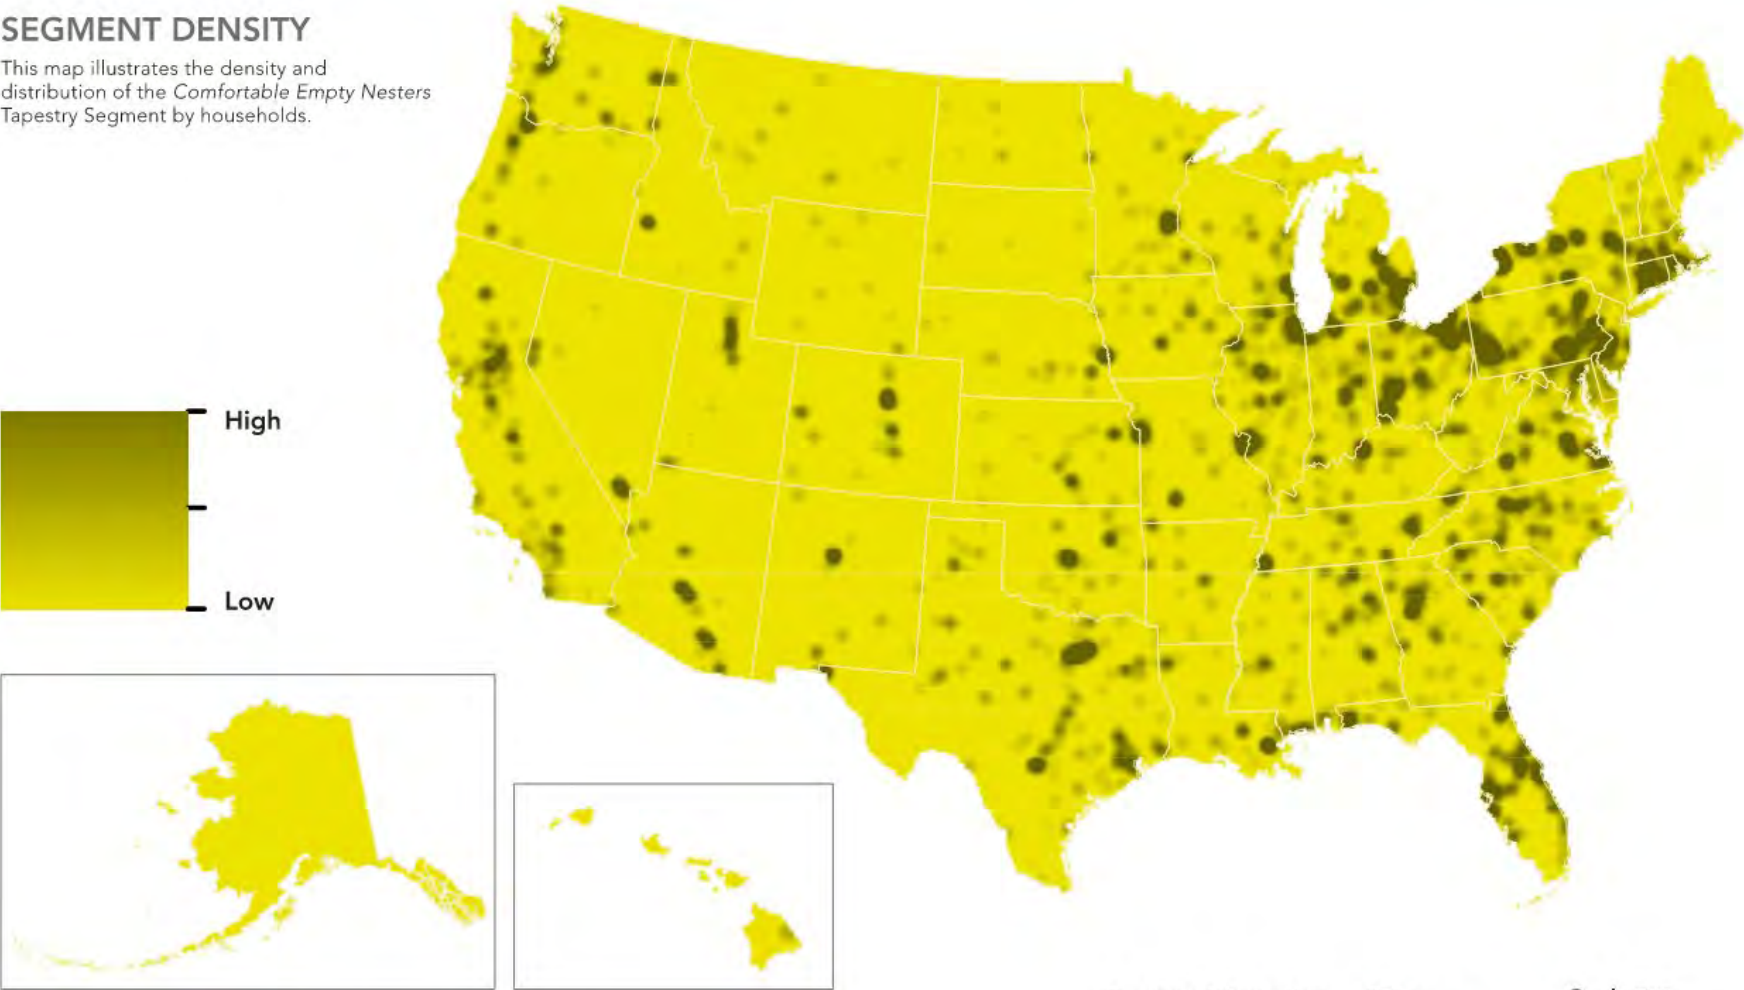 SEGMENT DENSITY
This map illustrates the density and
distribution of the Comfortable Empty Nesters
Tapestry Segment by households.
High
Low